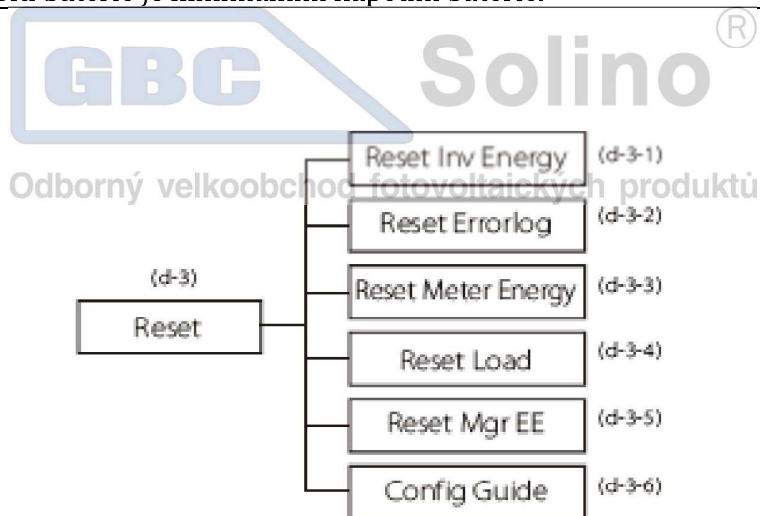 GBC Solino®
Reset Inv Energy (d-3-1)
Odborný velkoobchod fotovoltaických produktů
Reset Errorlog (d-3-2)
(d-3)
Reset Meter Energy (d-3-3)
Reset
Reset Load (d-3-4)
Reset Mgr EE (d-3-5)
Config Guide (d-3-6)